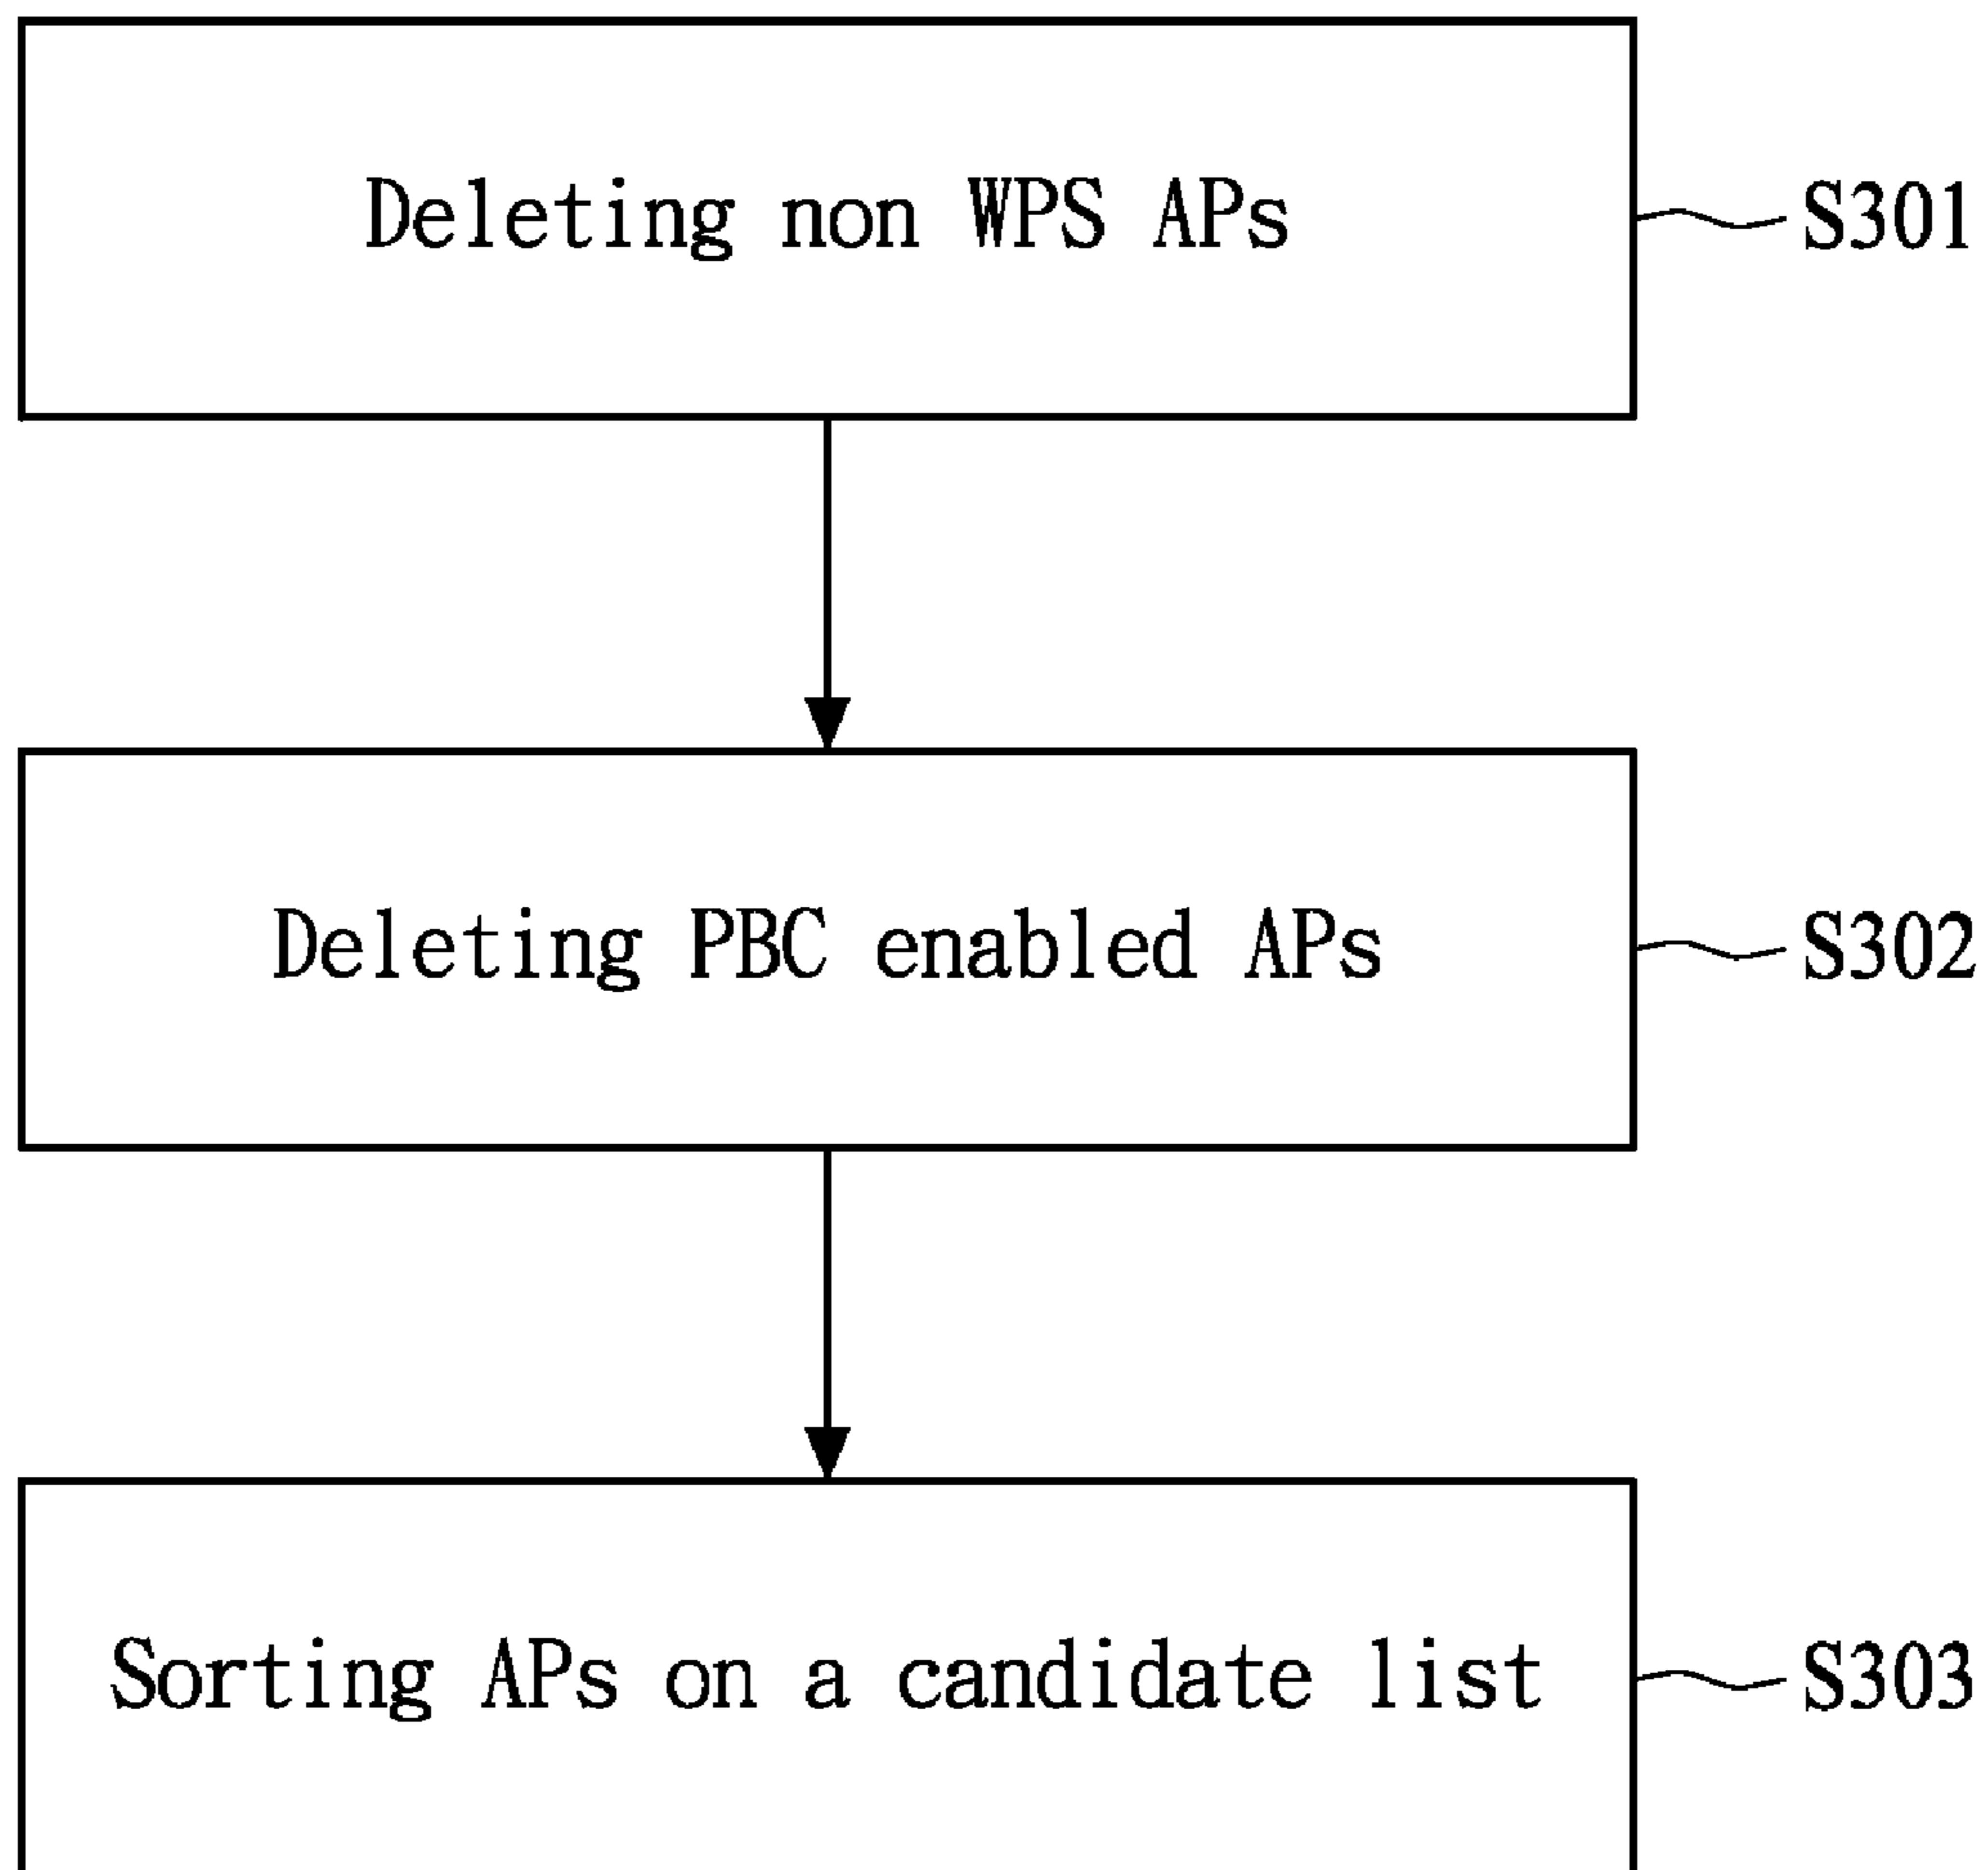 Deleting non WPS APs
S301
Deleting PBC enabled APs
S302
Sorting APs on a candidate list
S303